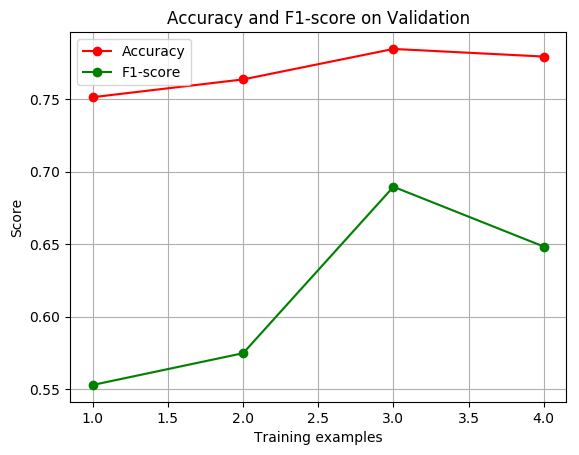 Accuracy and F1-score on Validation
Accuracy
F1-score
0.75
0.70
0.65
0.60
0.55
Score
1.0 1.5 2.0 2.5 3.0 3.5 4.0
Training examples